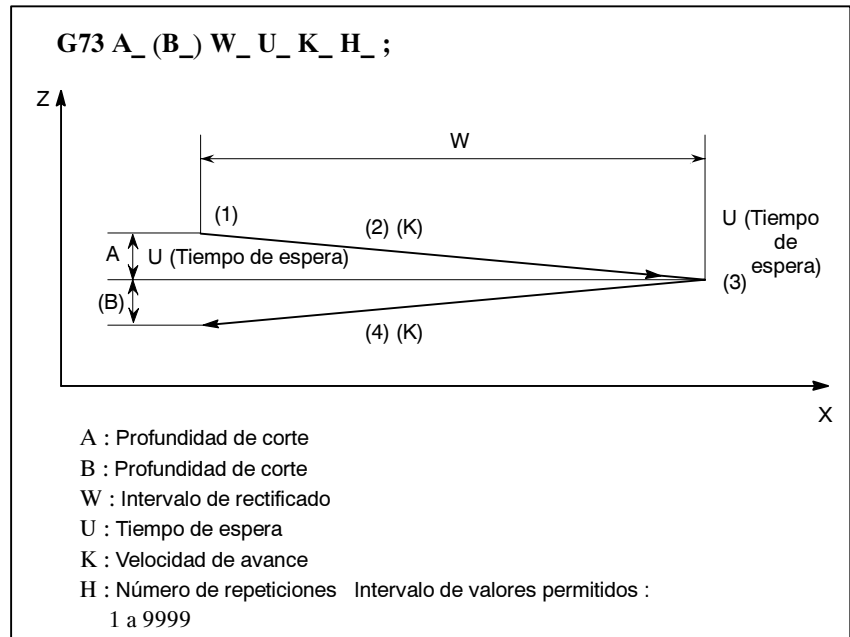 G73 A_ (B_) W_ U_ K_ H_ ;
Z
W
(1)
(2) (K)
U (Tiempo
de
espera)
A
U (Tiempo de espera)
(3)
(B)
(4) (K)
X
A : Profundidad de corte
B : Profundidad de corte
W : Intervalo de rectificado
U : Tiempo de espera
K : Velocidad de avance
H : Número de repeticiones Intervalo de valores permitidos :
1 a 9999